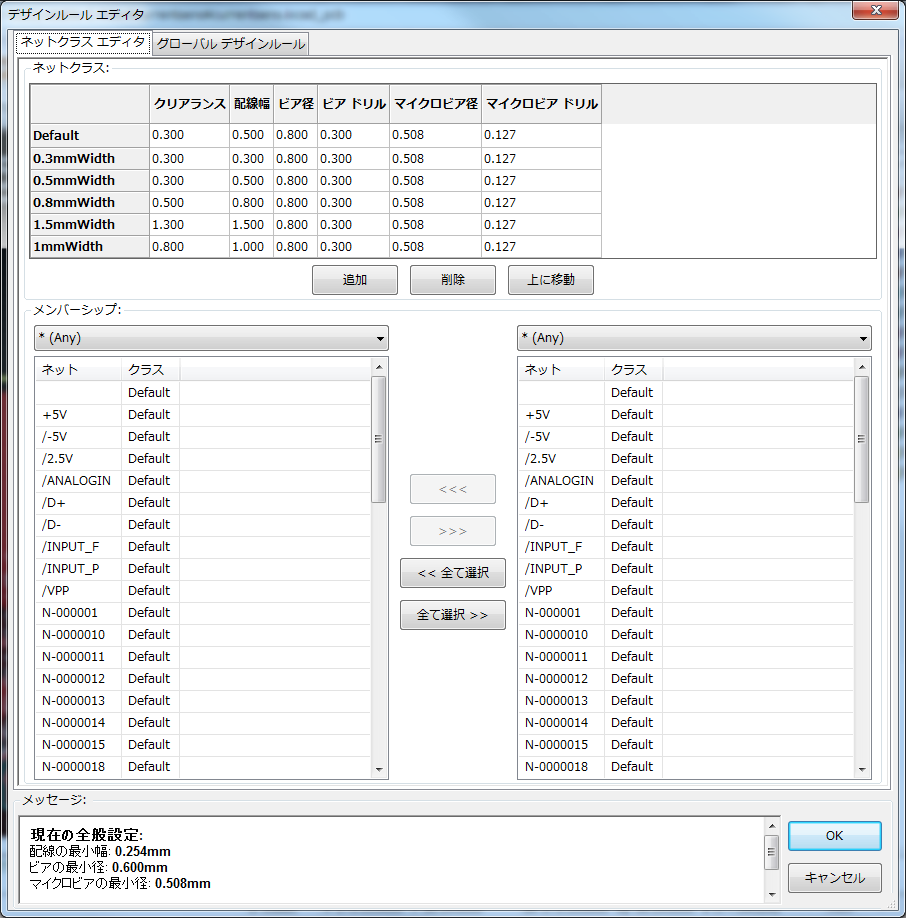 デザインルール エディタ
ネットクラス エディタ グローバル デザインルール
ネットクラス:
クリアランス 配線幅 ビア径 ビア ドリル マイクロビア径 マイクロビア ドリル
Default 0.300 0.500 0.800 0.300 0.508 0.127
0.3mmWidth 0.300 0.300 0.800 0.300 0.508 0.127
0.5mmWidth 0.300 0.500 0.800 0.300 0.508 0.127
0.8mmWidth 0.500 0.800 0.800 0.300 0.508 0.127
1.5mmWidth 1.300 1.500 0.800 0.300 0.508 0.127
1mmWidth 0.800 1.000 0.800 0.300 0.508 0.127
追加 削除 上に移動
メンバーシップ:
* (Any)
ネット クラス
Default
+5V Default
/-5V Default
/2.5V Default
/ANALOGIN Default
/D+ Default
/D- Default
/INPUT_F Default
/INPUT_P Default
/VPP Default
N-000001 Default
N-0000010 Default
N-0000011 Default
N-0000012 Default
N-0000013 Default
N-0000014 Default
N-0000015 Default
N-0000018 Default
<<<
>>>
<< 全て選択
全て選択 >>
* (Any)
ネット クラス
Default
+5V Default
/-5V Default
/2.5V Default
/ANALOGIN Default
/D+ Default
/D- Default
/INPUT_F Default
/INPUT_P Default
/VPP Default
N-000001 Default
N-0000010 Default
N-0000011 Default
N-0000012 Default
N-0000013 Default
N-0000014 Default
N-0000015 Default
N-0000018 Default
メッセージ:
現在の全般設定:
配線の最小幅: 0.254mm
ビアの最小径: 0.600mm
マイクロビアの最小径: 0.508mm
OK
キャンセル